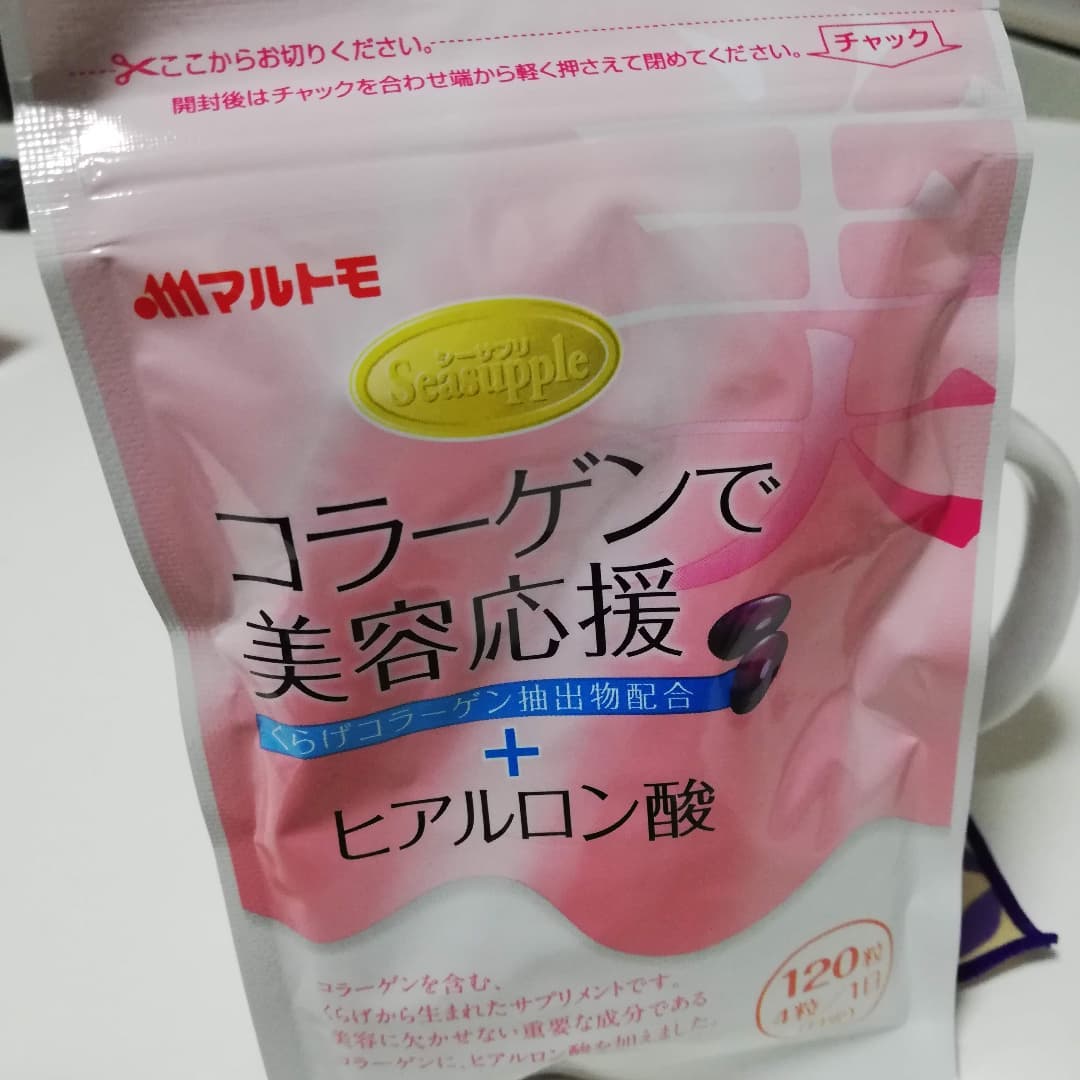 ここからお切りください。
開封後はチャックを合わせ端から軽く押さえて閉めてください。
チャック
マルトモ
シーサプリ
Seasupple
美
コラーゲンで
美容応援
くらげコラーゲン抽出物配合
+
ヒアルロン酸
コラーゲンを含む、
くらげから生まれたサプリメントです。
美容に欠かせない重要な成分である
コラーゲンに、ヒアルロン酸を加えました。
120粒
4粒/1日